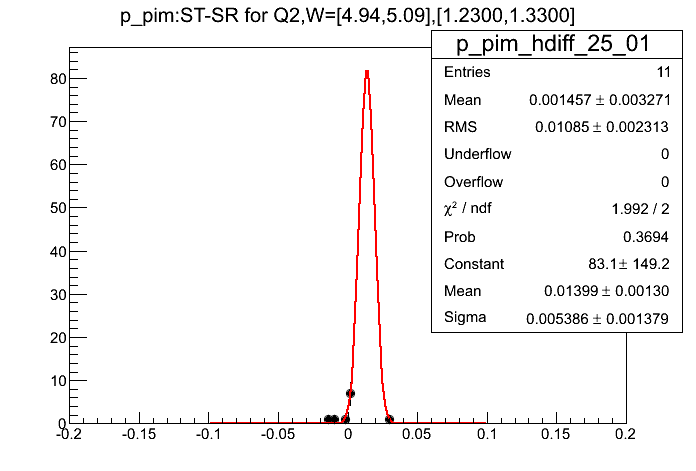 p_pim:ST-SR for Q2,W=[4.94,5.09],[1.2300,1.3300]
p_pim_hdiff_25_01
Entries 11
Mean 0.001457 ± 0.003271
RMS 0.01085 ± 0.002313
Underflow 0
Overflow 0
χ² / ndf 1.992 / 2
Prob 0.3694
Constant 83.1 ± 149.2
Mean 0.01399 ± 0.00130
Sigma 0.005386 ± 0.001379
80
70
60
50
40
30
20
10
0
-0.2 -0.15 -0.1 -0.05 0 0.05 0.1 0.15 0.2